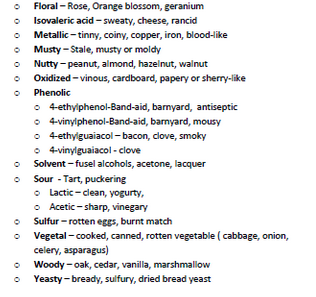 o Floral – Rose, Orange blossom, geranium
o Isovaleric acid – sweaty, cheese, rancid
o Metallic – tinny, coiny, copper, iron, blood-like
o Musty – Stale, musty or moldy
o Nutty – peanut, almond, hazelnut, walnut
o Oxidized – vinous, cardboard, papery or sherry-like
o Phenolic
o 4-ethylphenol-Band-aid, barnyard, antiseptic
o 4-vinylphenol-Band-aid, barnyard, mousy
o 4-ethylguaiacol – bacon, clove, smoky
o 4-vinylguaiacol - clove
o Solvent – fusel alcohols, acetone, lacquer
o Sour - Tart, puckering
o Lactic – clean, yogurty,
o Acetic – sharp, vinegary
o Sulfur – rotten eggs, burnt match
o Vegetal – cooked, canned, rotten vegetable ( cabbage, onion,
celery, asparagus)
o Woody – oak, cedar, vanilla, marshmallow
o Yeasty – bready, sulfury, dried bread yeast